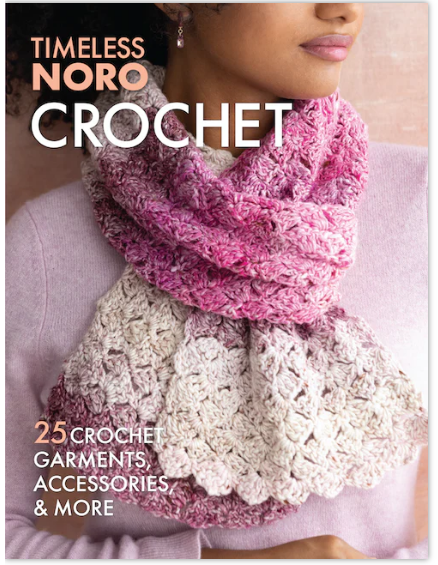 TIMELESS
NORO
CROCHET
25 CROCHET
GARMENTS,
ACCESSORIES,
& MORE